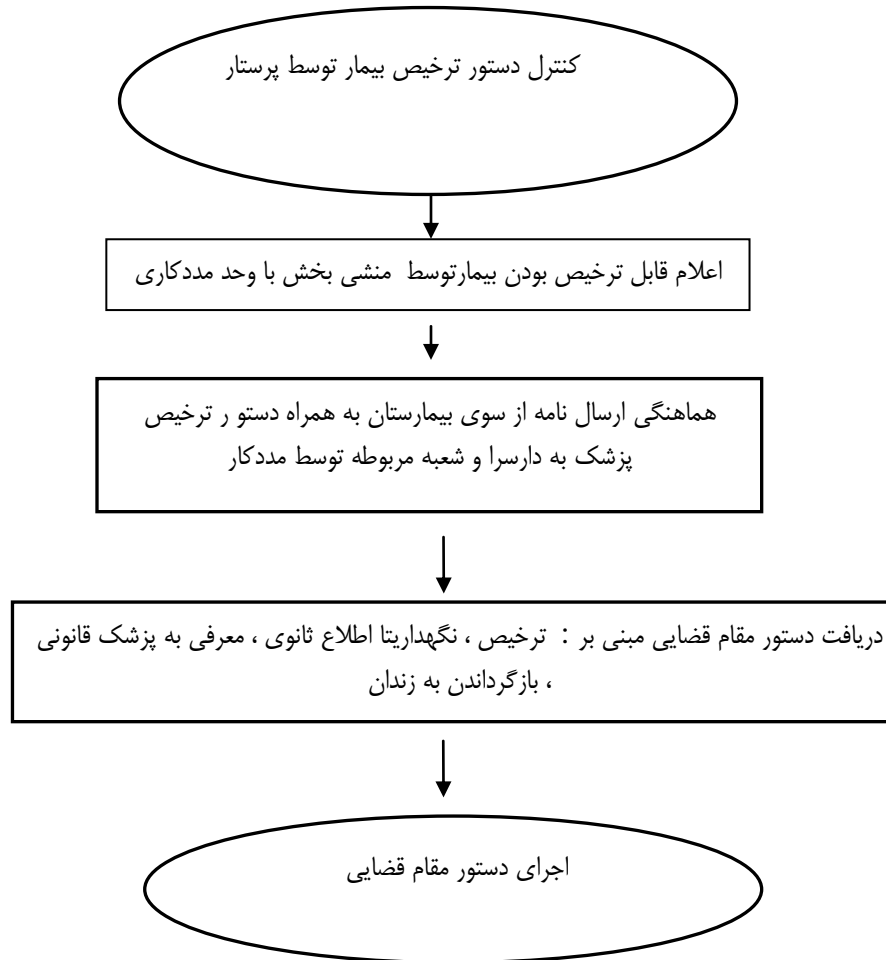 کنترل دستور ترخیص بیمار توسط پرستار
اعلام قابل ترخیص بودن بیمارتوسط منشی بخش با وحد مددکاری
هماهنگی ارسال نامه از سوی بیمارستان به همراه دستو ر ترخیص
پزشک به دارسرا و شعبه مربوطه توسط مددکار
دریافت دستور مقام قضایی مبنی بر : ترخیص ، نگهداریتا اطلاع ثانوی ، معرفی به پزشک قانونی
، بازگرداندن به زندان
اجرای دستور مقام قضایی